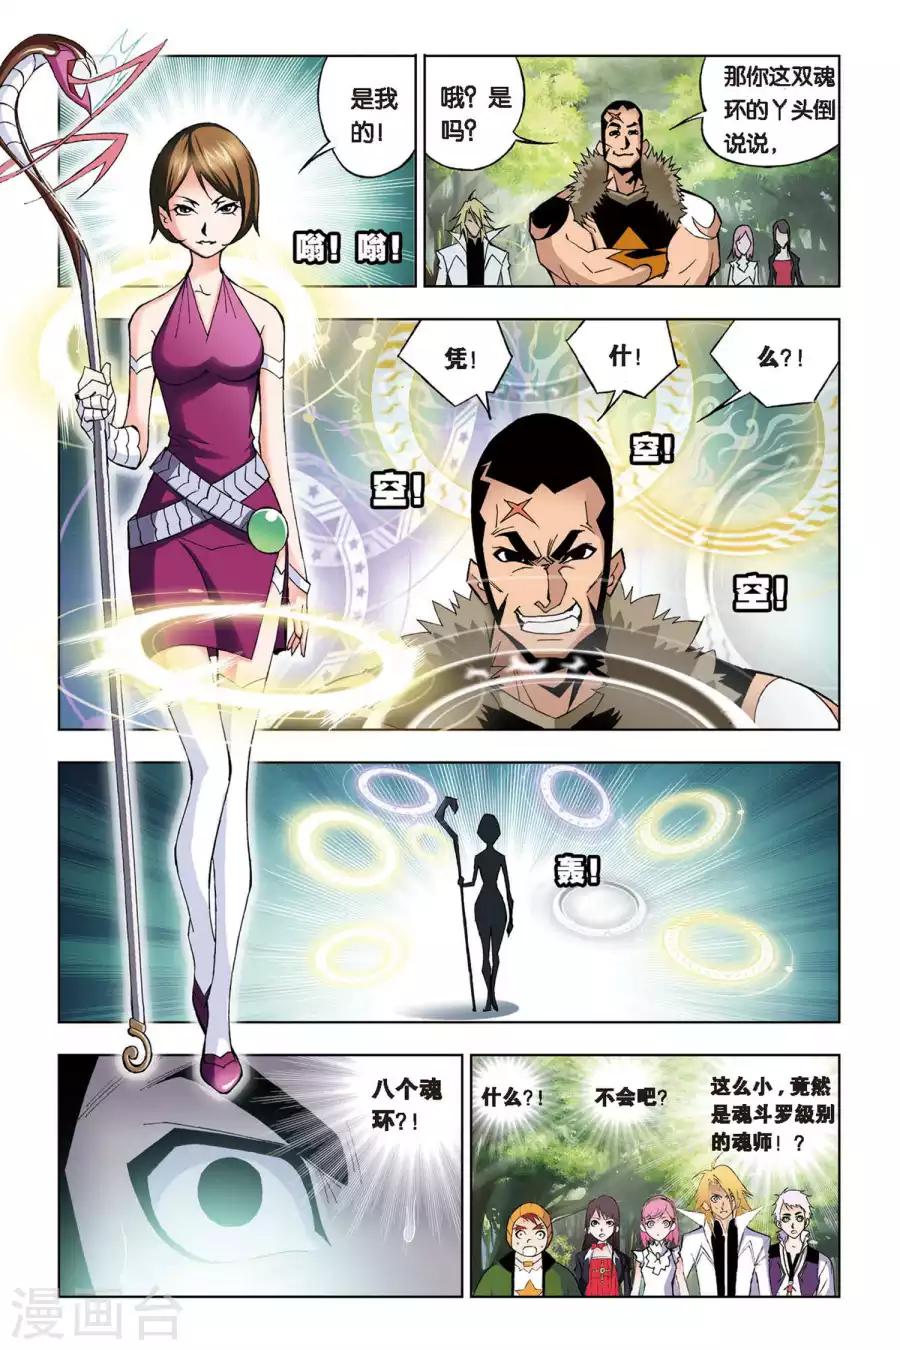 是我
的！
嗡！嗡！
哦？是
吗？
那你这双魂
环的丫头倒
说说，
凭！
什！
么？！
空！
空！
空！
轰！
八个魂
环？！
什么？！
不会吧？
这么小，竟然
是魂斗罗级别
的魂师！？
漫画台